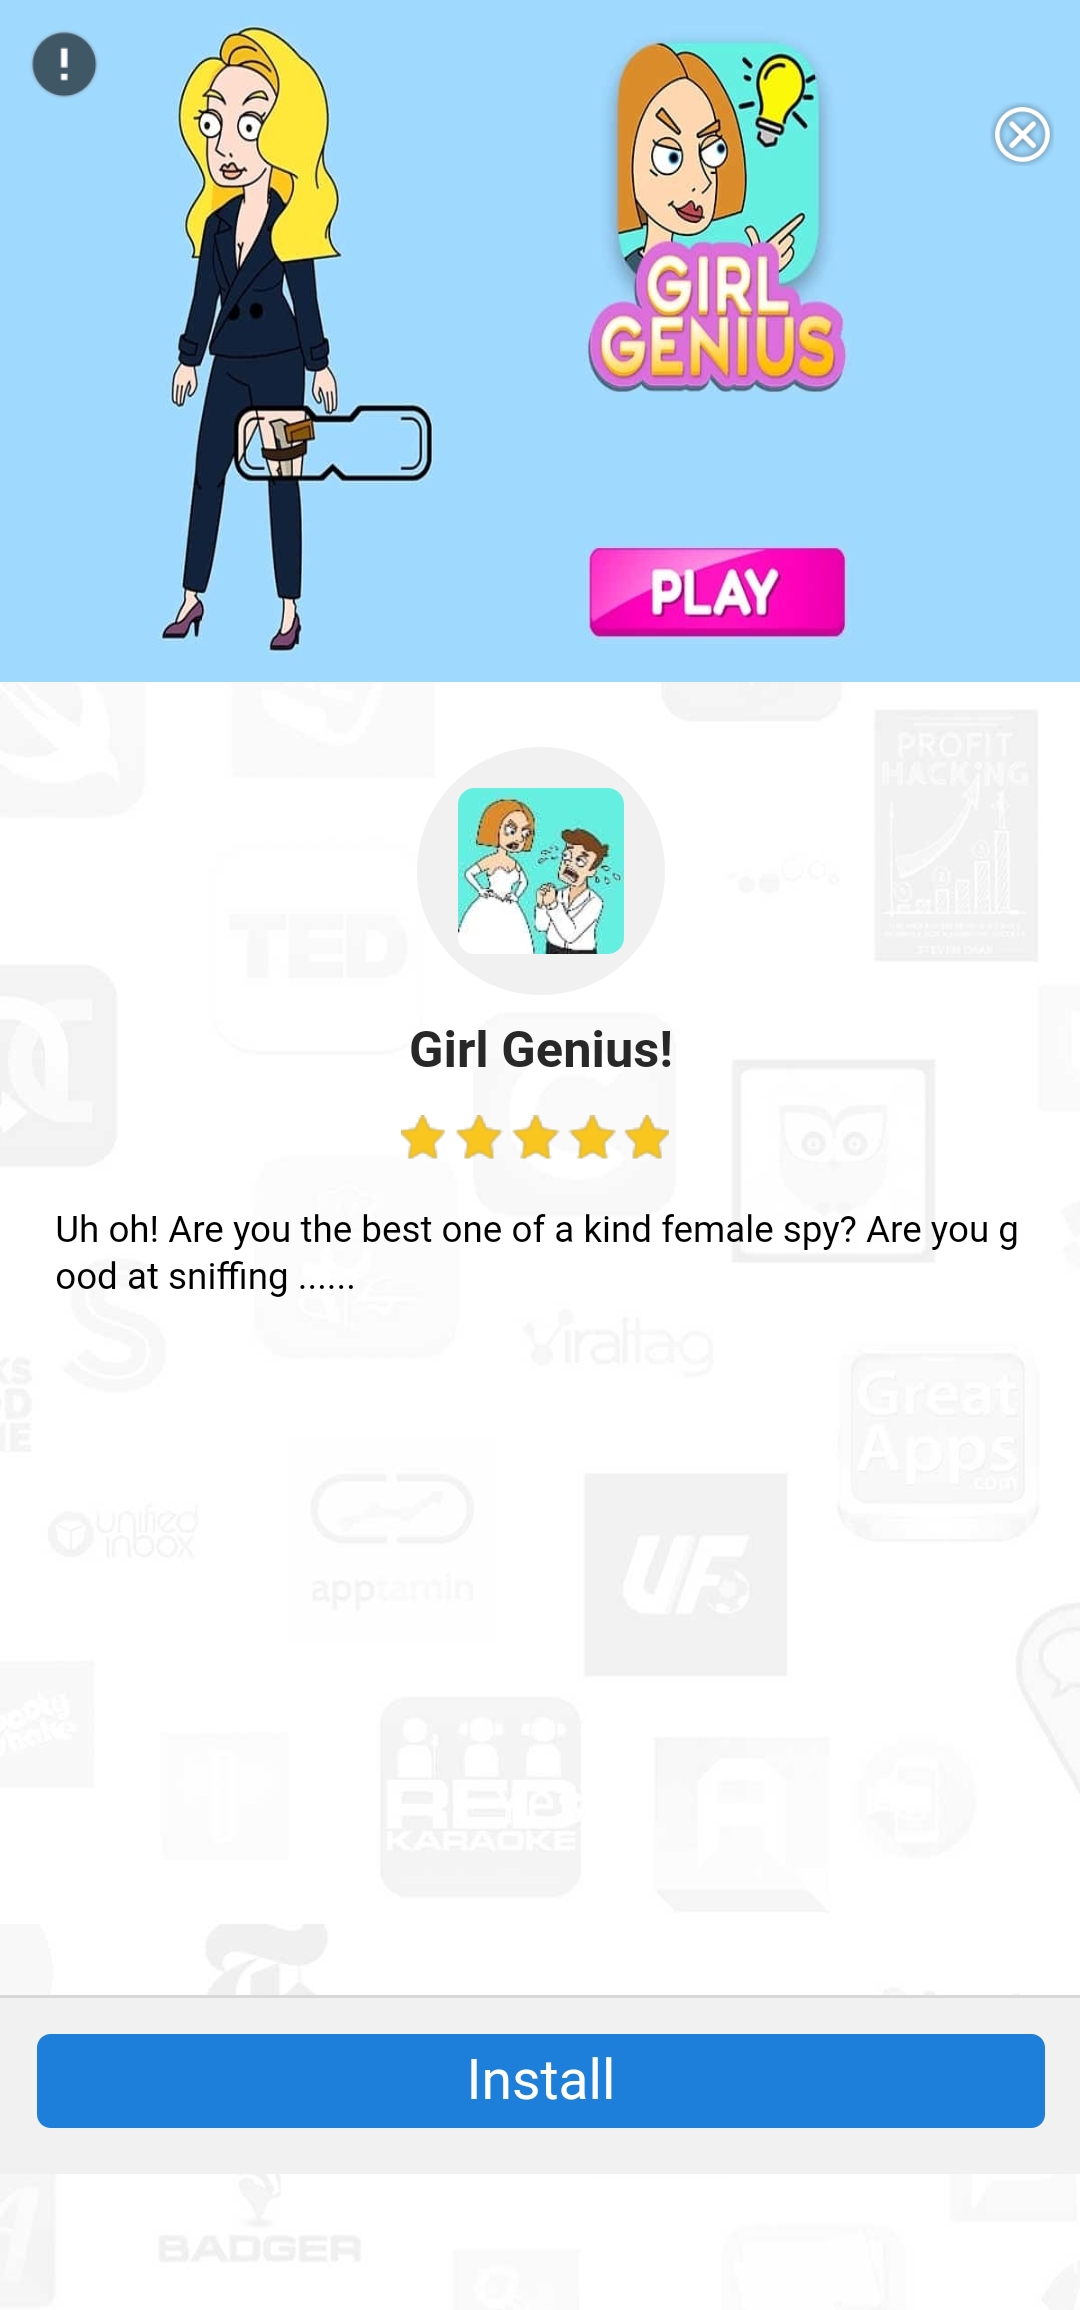 !
GIRL
GENIUS
PLAY
PROFIT
HACKING
TED
Girl Genius!
Uh oh! Are you the best one of a kind female spy? Are you g
ood at sniffing ......
Viraltag
Great
Apps
.com
unified
inbox
apptamin
UF
RED
KARAOKE
Install
BADGER